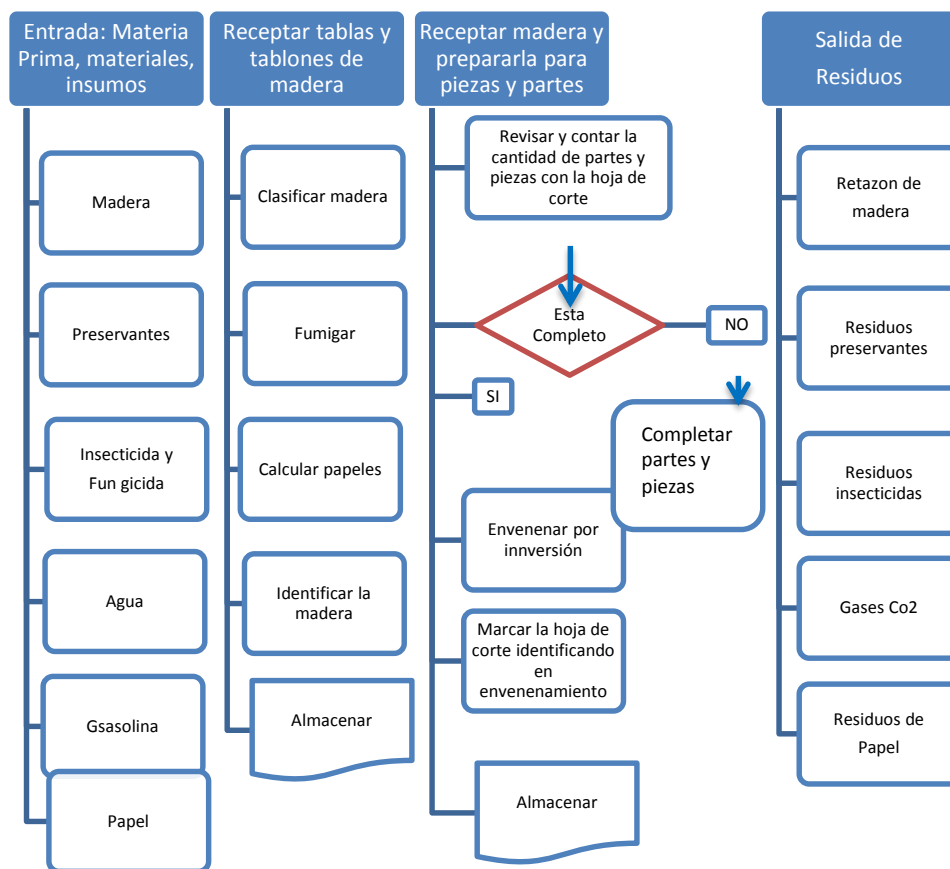 Entrada: Materia
Prima, materiales,
insumos
Madera
Preservantes
Insecticida y
Fun gicida
Agua
Gsasolina
Papel
Receptar tablas y
tablones de
madera
Clasificar madera
Fumigar
Calcular papeles
Identificar la
madera
Almacenar
Receptar madera y
prepararla para
piezas y partes
Revisar y contar la
cantidad de partes y
piezas con la hoja de
corte
Esta
Completo
NO
SI
Completar
partes y
piezas
Envenenar por
innversión
Marcar la hoja de
corte identificando
en
envenenamiento
Almacenar
Salida de
Residuos
Retazon de
madera
Residuos
preservantes
Residuos
insecticidas
Gases Co2
Residuos de
Papel